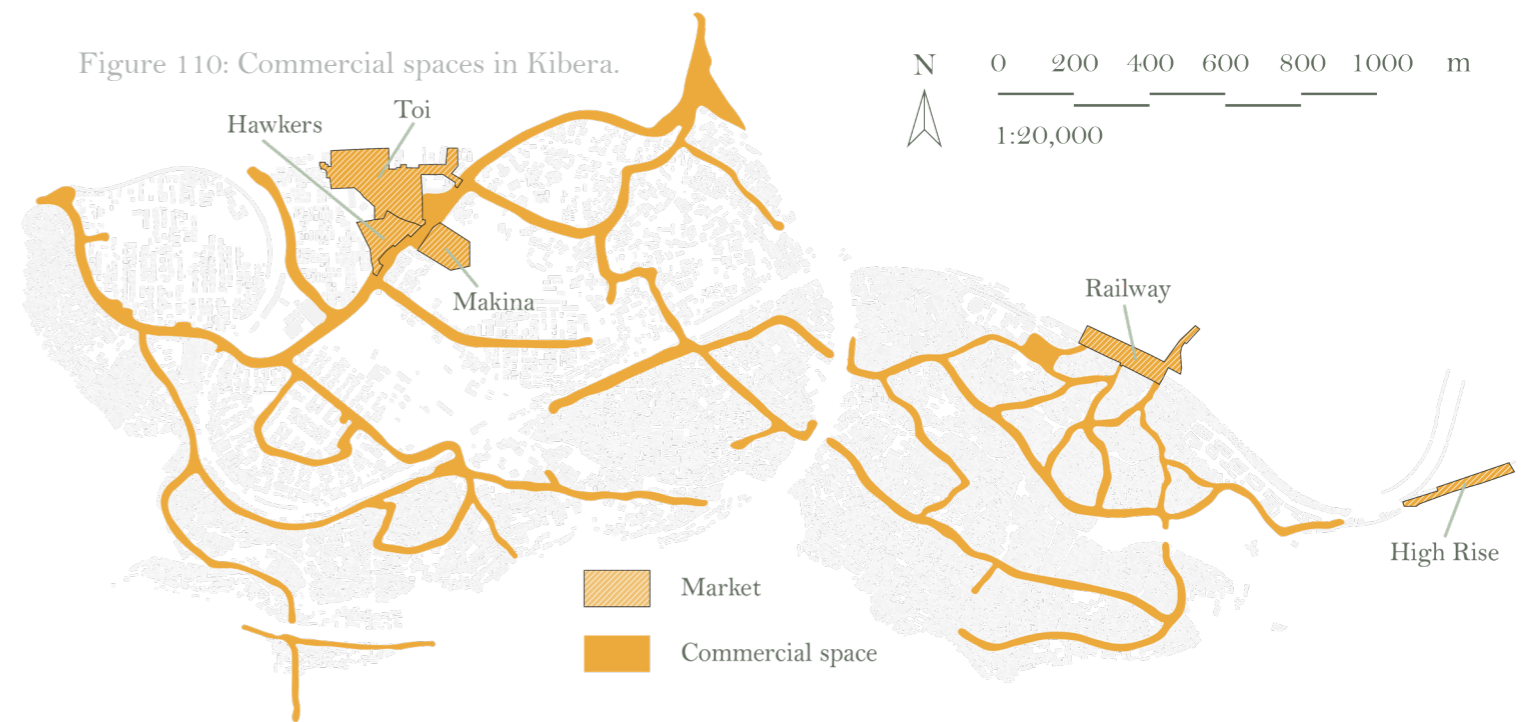 Figure 110: Commercial spaces in Kibera.
N
0 200 400 600 800 1000 m
1:20,000
Toi
Hawkers
Makina
Railway
High Rise
Market
Commercial space